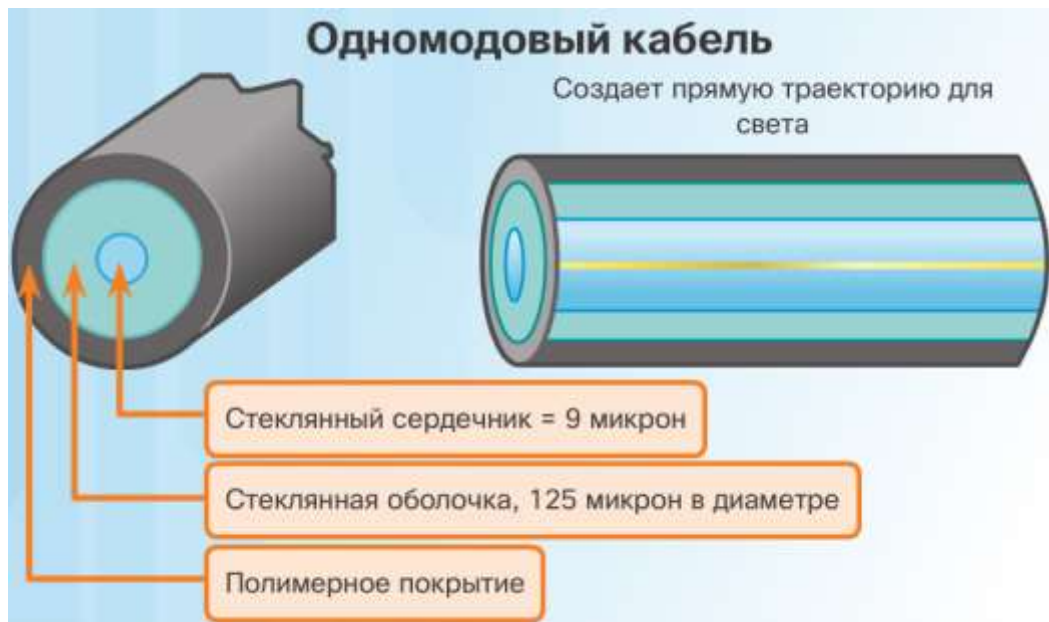 Одномодовый кабель
Создает прямую траекторию для
света
Стеклянный сердечник = 9 микрон
Стеклянная оболочка, 125 микрон в диаметре
Полимерное покрытие